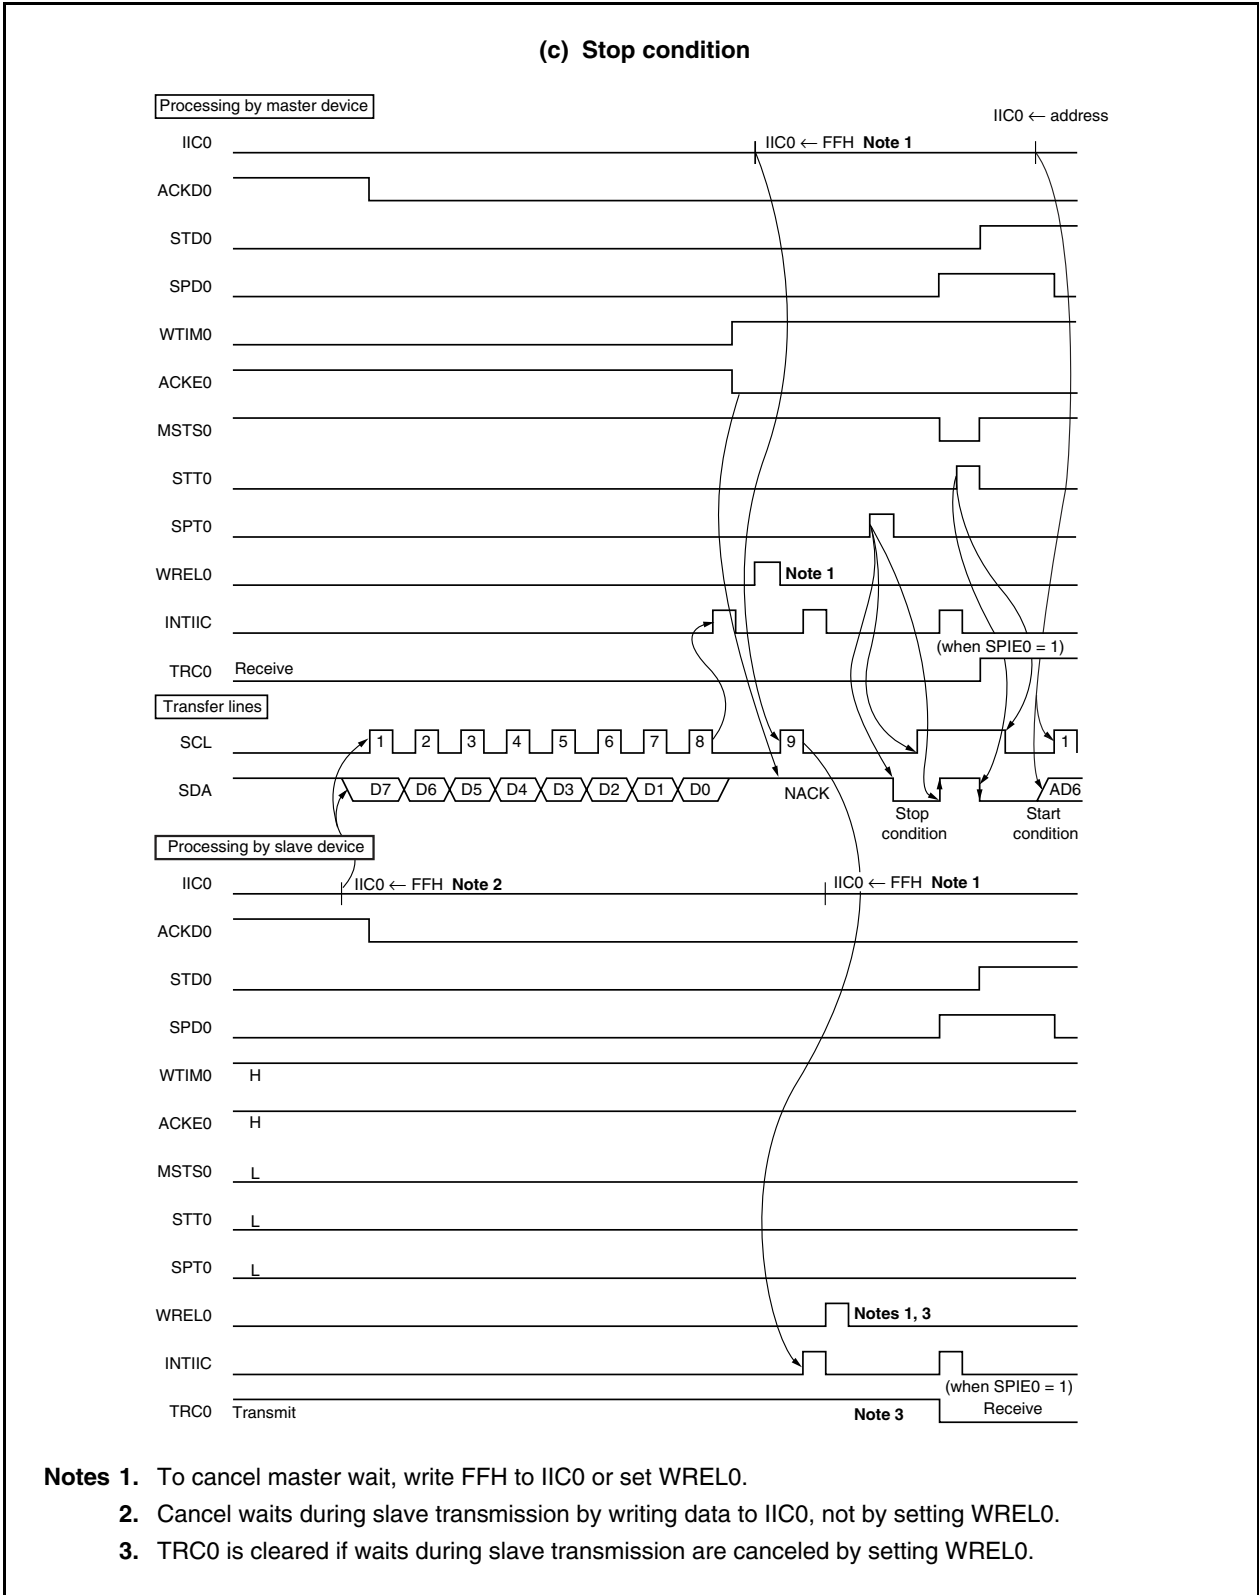 (c) Stop condition
Processing by master device
IIC0 ← address
IIC0
IIC0 ← FFH Note 1
ACKD0
STD0
SPD0
WTIM0
ACKE0
MSTS0
STT0
SPT0
WREL0
Note 1
INTIIC
(when SPIE0 = 1)
TRC0
Receive
Transfer lines
SCL
1 2 3 4 5 6 7 8 9 1
SDA
D7 D6 D5 D4 D3 D2 D1 D0 NACK AD6
Stop condition
Start condition
Processing by slave device
IIC0
IIC0 ← FFH Note 2
IIC0 ← FFH Note 1
ACKD0
STD0
SPD0
WTIM0
H
ACKE0
H
MSTS0
L
STT0
L
SPT0
L
WREL0
Notes 1, 3
INTIIC
(when SPIE0 = 1)
TRC0
Transmit
Note 3
Receive
Notes 1. To cancel master wait, write FFH to IIC0 or set WREL0.
2. Cancel waits during slave transmission by writing data to IIC0, not by setting WREL0.
3. TRC0 is cleared if waits during slave transmission are canceled by setting WREL0.